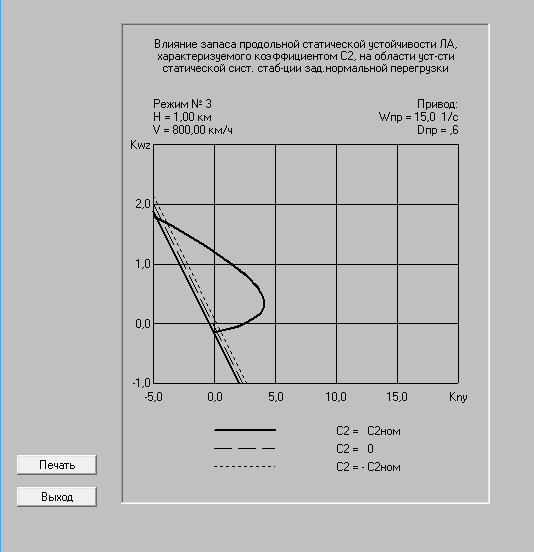 Влияние запаса продольной статической устойчивости ЛА,
характеризуемого коэффициентом C2, на области уст-сти
статической сист. стаб-ции зад.нормальной перегрузки
Режим № 3
H = 1,00 км
V = 800,00 км/ч
Привод:
Wпр = 15,0 1/с
Dпр = ,6
Kwz
2,0
1,0
0,0
-1,0
-5,0 0,0 5,0 10,0 15,0 Kny
C2 = C2ном
C2 = 0
C2 = - C2ном
Печать
Выход